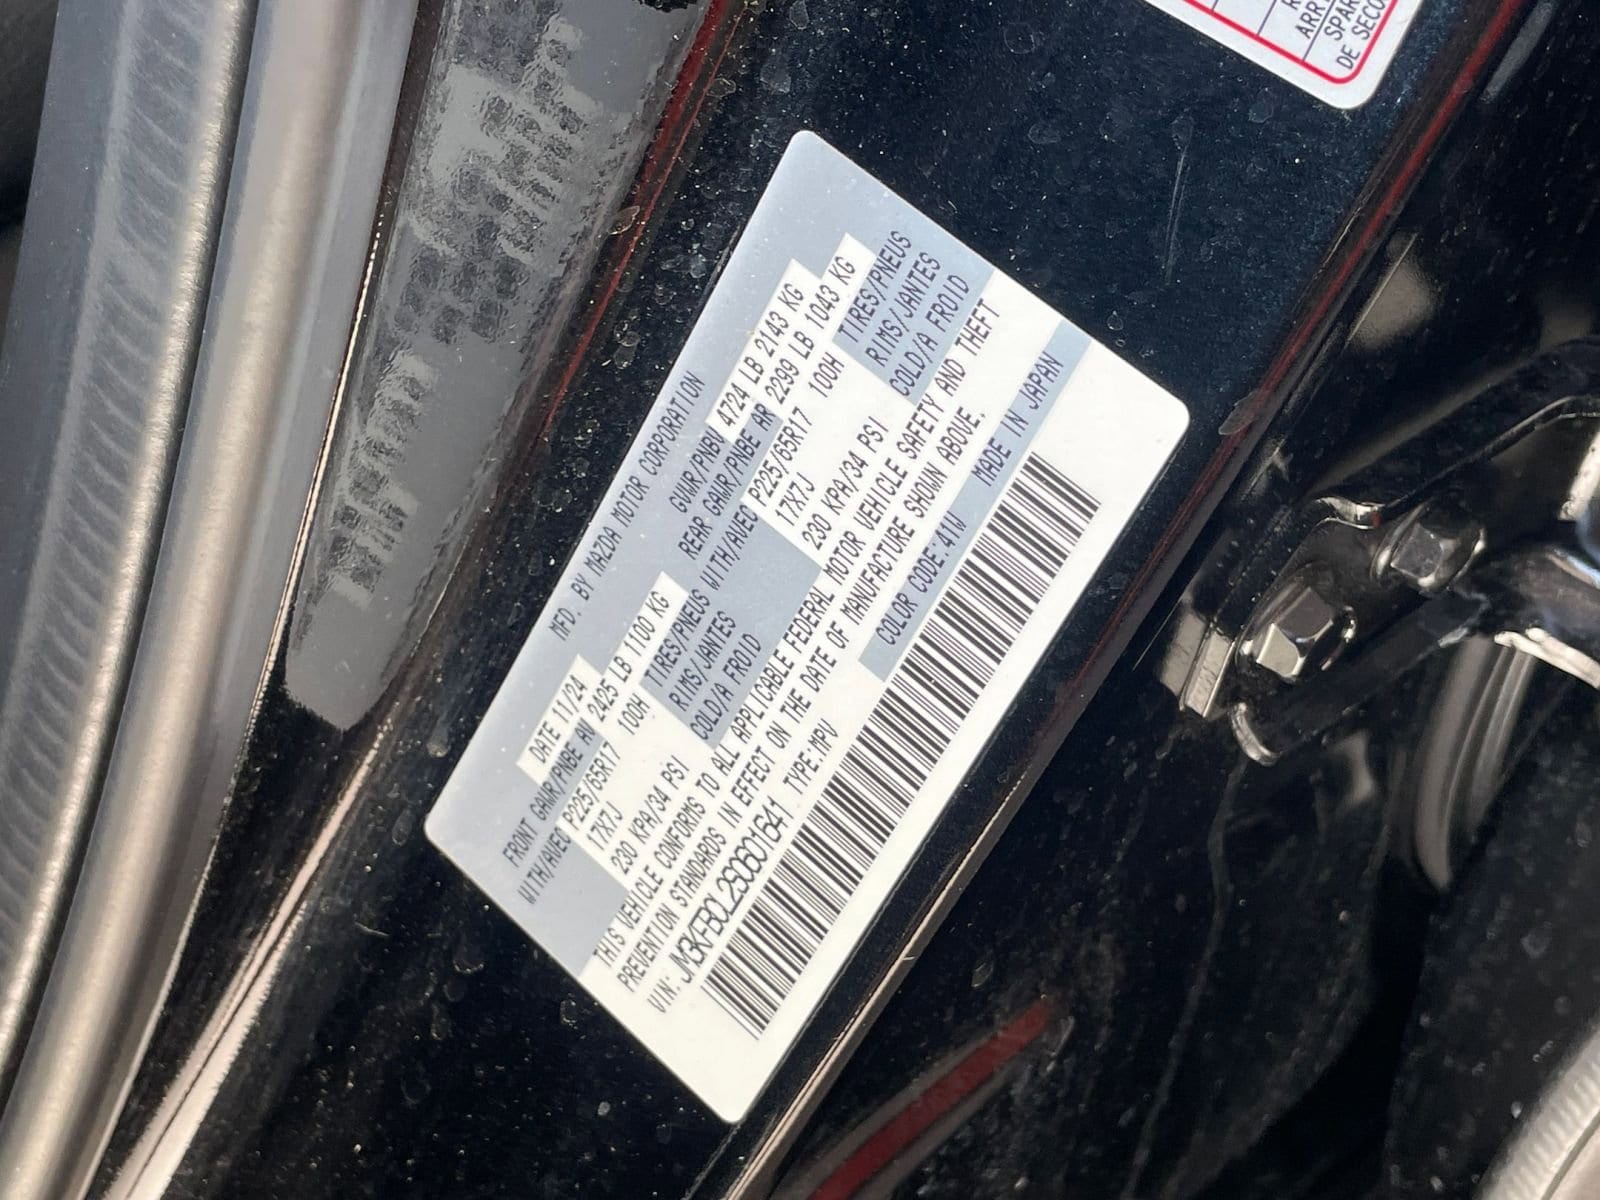 ARRI
SPAR
DE SECO
MFD. BY MAZDA MOTOR CORPORATION
DATE 11/24 GVWR/PNBV 4724 LB 2143 KG
FRONT GAWR/PNBE AV 2425 LB 1100 KG REAR GAWR/PNBE AR 2299 LB 1043 KG
WITH/AVEC P225/65R17 100H TIRES/PNEUS WITH/AVEC P225/65R17 100H TIRES/PNEUS
17X7J RIMS/JANTES 17X7J RIMS/JANTES
230 KPA/34 PSI COLD/A FROID 230 KPA/34 PSI COLD/A FROID
THIS VEHICLE CONFORMS TO ALL APPLICABLE FEDERAL MOTOR VEHICLE SAFETY AND THEFT
PREVENTION STANDARDS IN EFFECT ON THE DATE OF MANUFACTURE SHOWN ABOVE.
VIN: JM3KFBCL2S0601641 TYPE:MPV COLOR CODE:41W MADE IN JAPAN